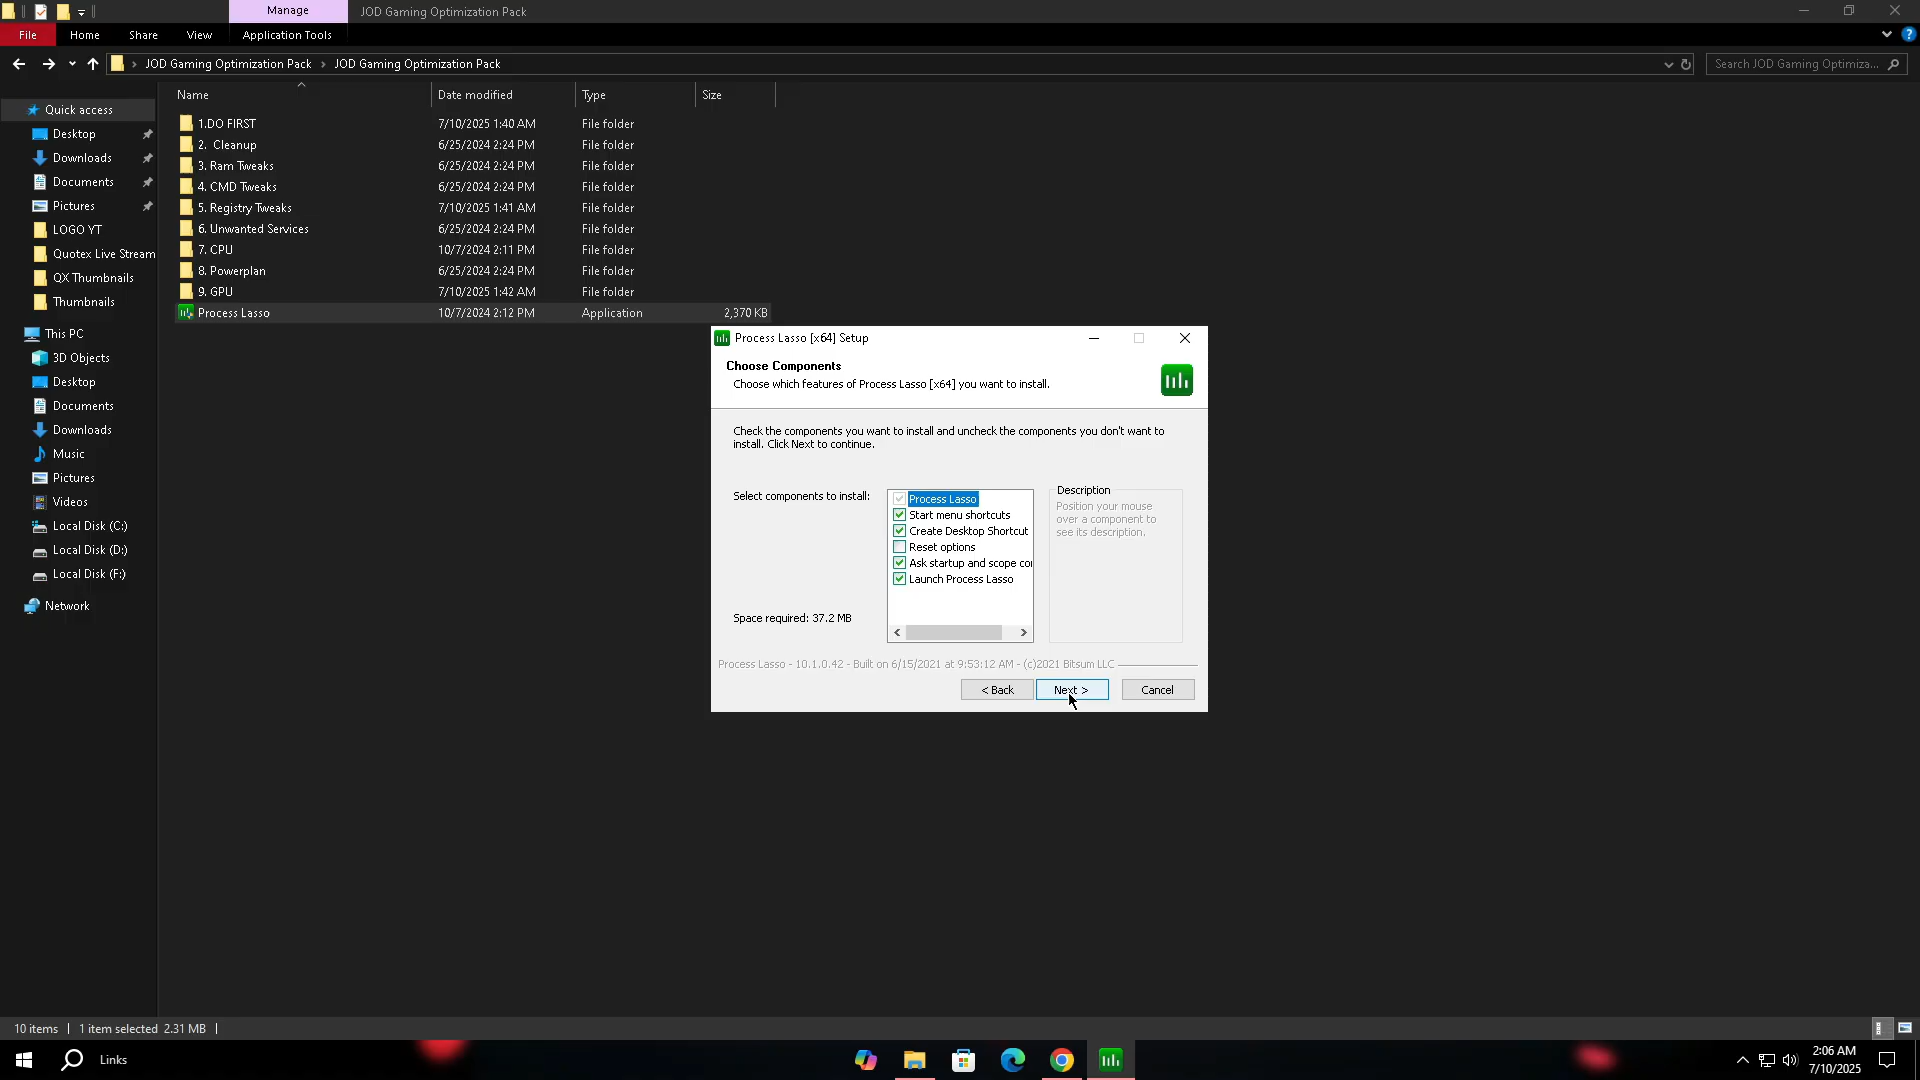 Manage
JOD Gaming Optimization Pack
File
Home
Share
View
Application Tools
JOD Gaming Optimization Pack
JOD Gaming Optimization Pack
Search JOD Gaming Optimiza...
Name
Date modified
Type
Size
Quick access
Desktop
Downloads
Documents
Pictures
LOGO YT
Quotex Live Stream
QX Thumbnails
Thumbnails
This PC
3D Objects
Desktop
Documents
Downloads
Music
Pictures
Videos
Local Disk (C:)
Local Disk (D:)
Local Disk (F:)
Network
1.DO FIRST 7/10/2025 1:40 AM File folder
2. Cleanup 6/25/2024 2:24 PM File folder
3. Ram Tweaks 6/25/2024 2:24 PM File folder
4. CMD Tweaks 6/25/2024 2:24 PM File folder
5. Registry Tweaks 7/10/2025 1:41 AM File folder
6. Unwanted Services 6/25/2024 2:24 PM File folder
7. CPU 10/7/2024 2:11 PM File folder
8. Powerplan 6/25/2024 2:24 PM File folder
9. GPU 7/10/2025 1:42 AM File folder
Process Lasso 10/7/2024 2:12 PM Application 2,370 KB
Process Lasso [x64] Setup
Choose Components
Choose which features of Process Lasso [x64] you want to install.
Check the components you want to install and uncheck the components you don't want to
install. Click Next to continue.
Select components to install:
Process Lasso
Start menu shortcuts
Create Desktop Shortcut
Reset options
Ask startup and scope con
Launch Process Lasso
Description
Position your mouse
over a component to
see its description.
Space required: 37.2 MB
Process Lasso - 10.1.0.42 - Built on 6/15/2021 at 9:53:12 AM - (c)2021 Bitsum LLC
< Back
Next >
Cancel
10 items
1 item selected 2.31 MB
Links
2:06 AM
7/10/2025